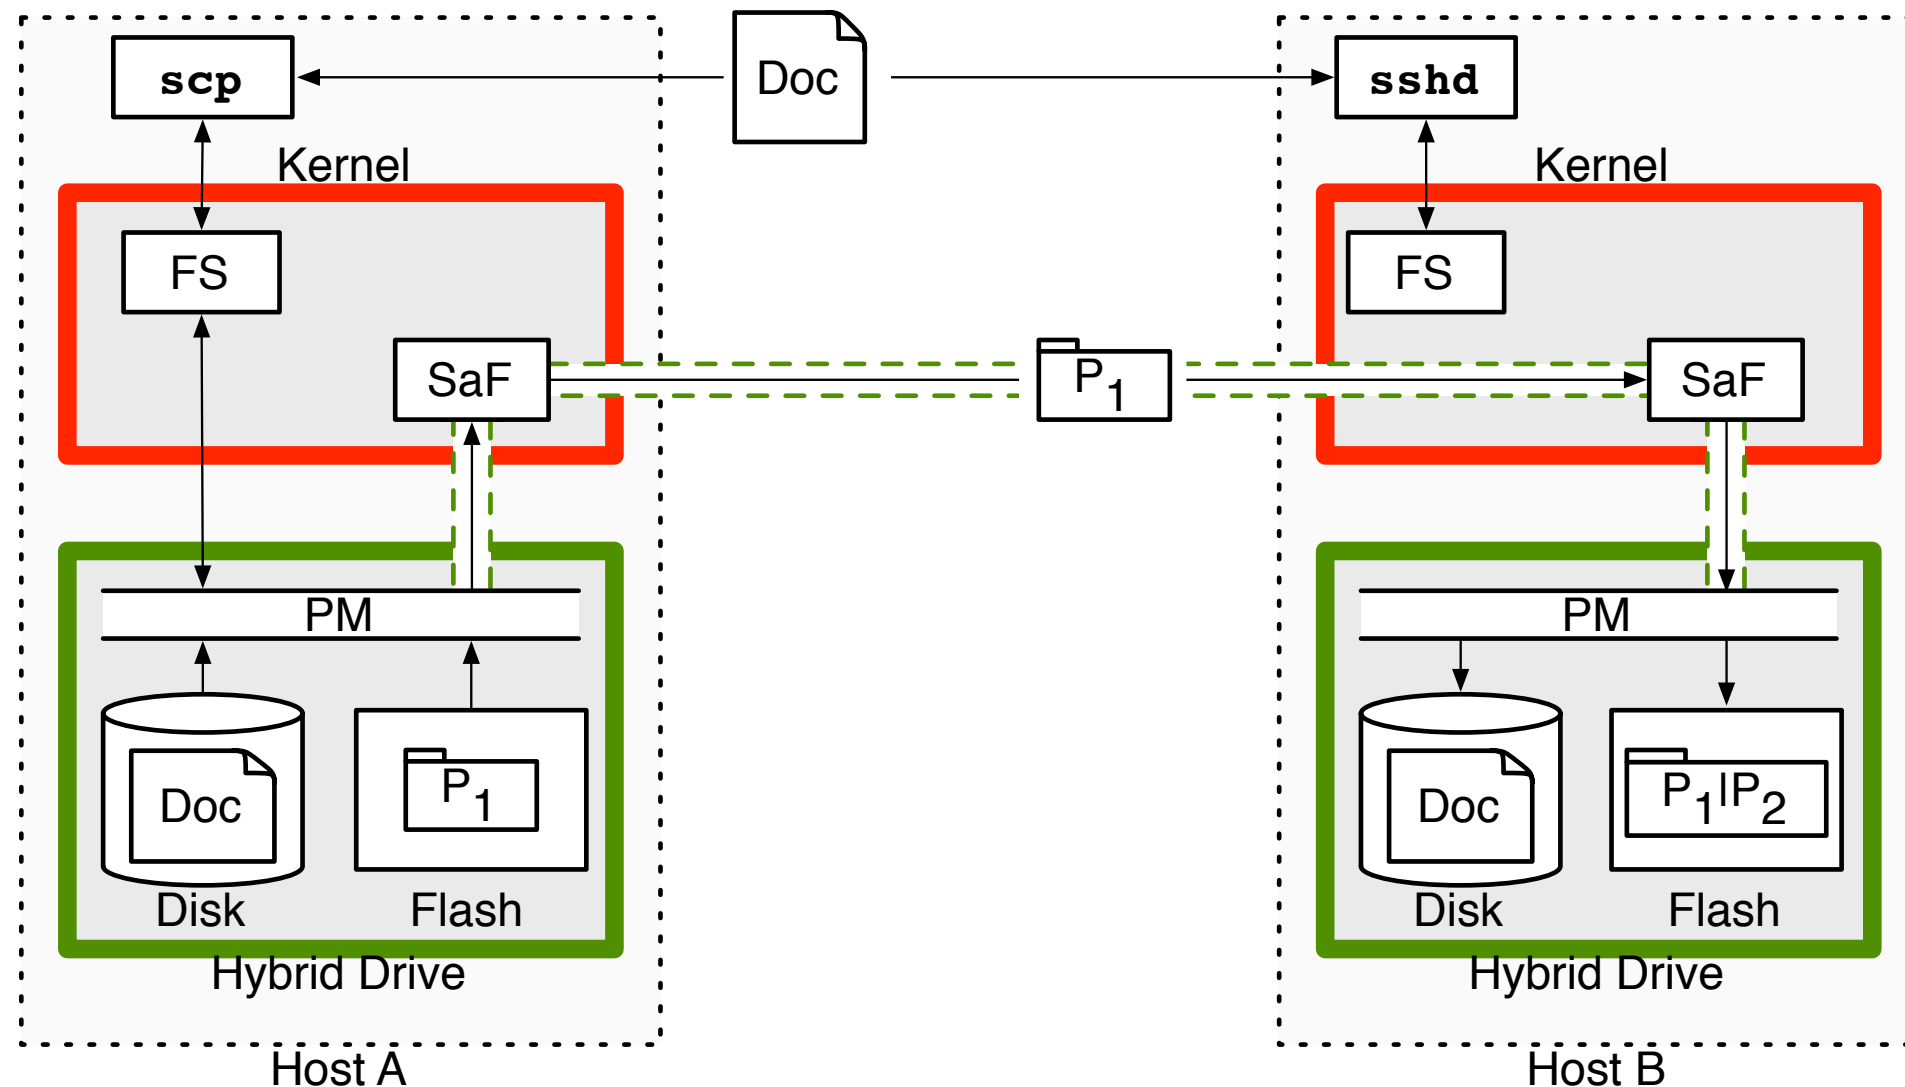 scp
Doc
sshd
Kernel
Kernel
FS
FS
SaF
P1
SaF
PM
PM
Doc
P1
Doc
P1|P2
Disk
Flash
Disk
Flash
Hybrid Drive
Hybrid Drive
Host A
Host B